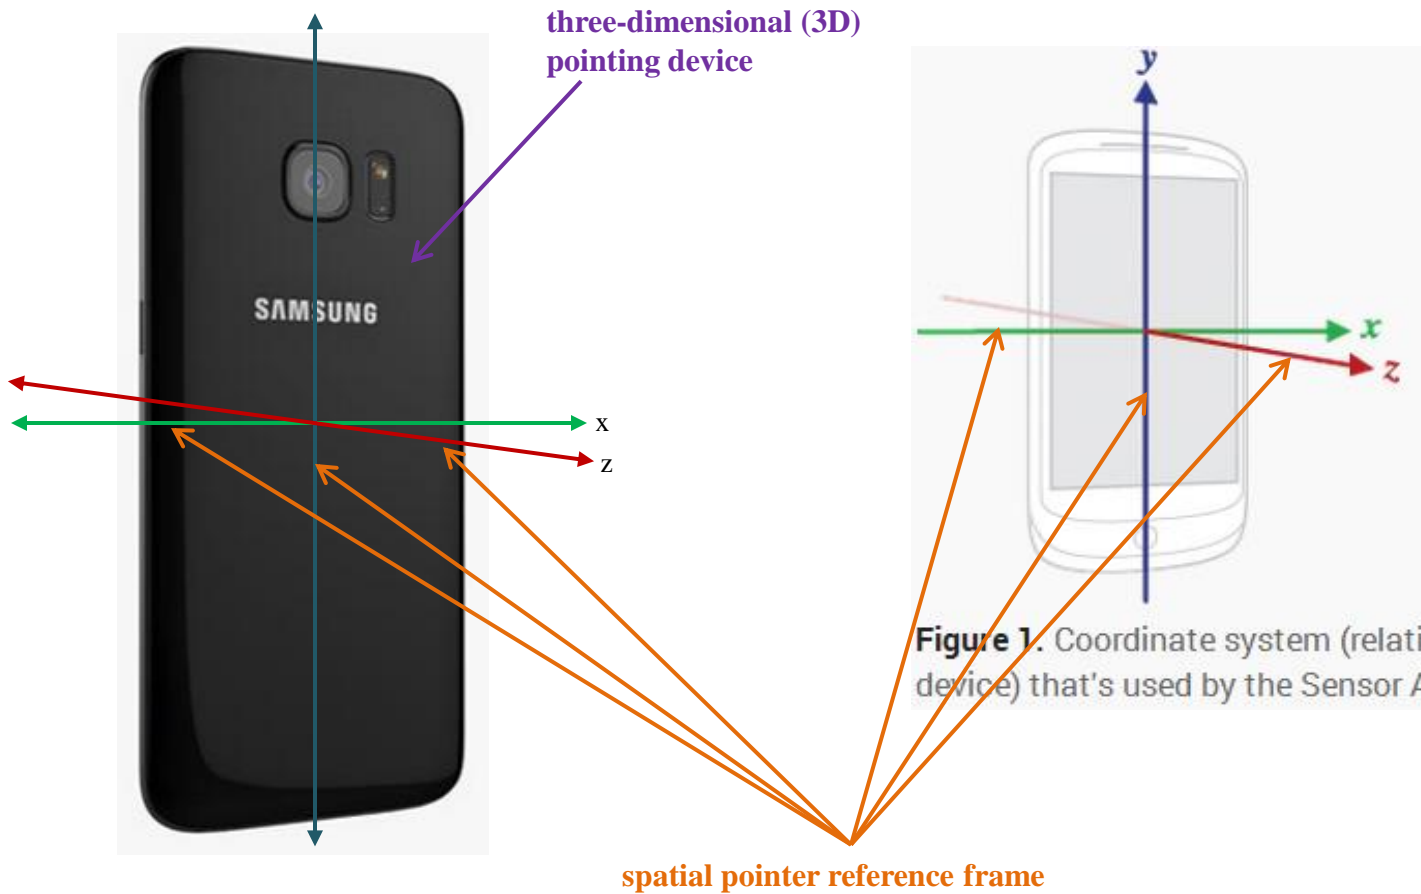 three-dimensional (3D)
pointing device
SAMSUNG
x
z
y
x
z
Figure 1. Coordinate system (relati
device) that's used by the Sensor A
spatial pointer reference frame